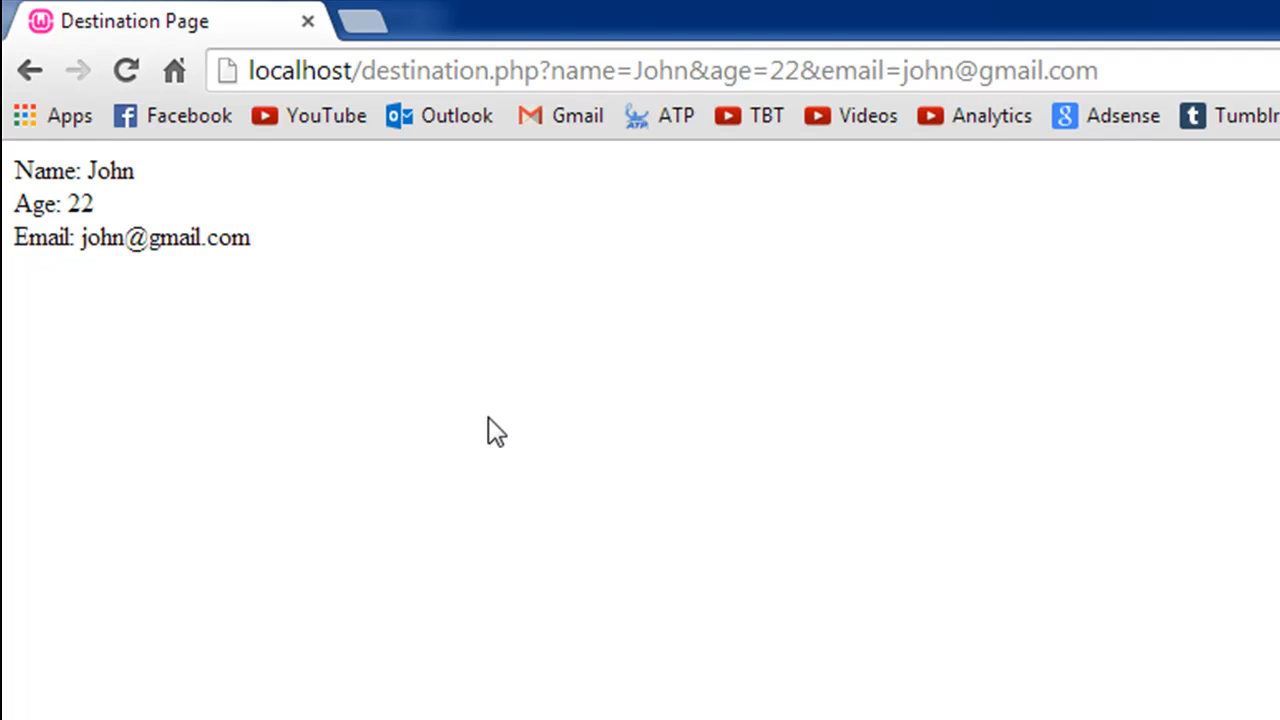 Destination Page
localhost/destination.php?name=John&age=22&email=john@gmail.com
Apps Facebook YouTube Outlook Gmail ATP TBT Videos Analytics Adsense Tumblr
Name: John
Age: 22
Email: john@gmail.com